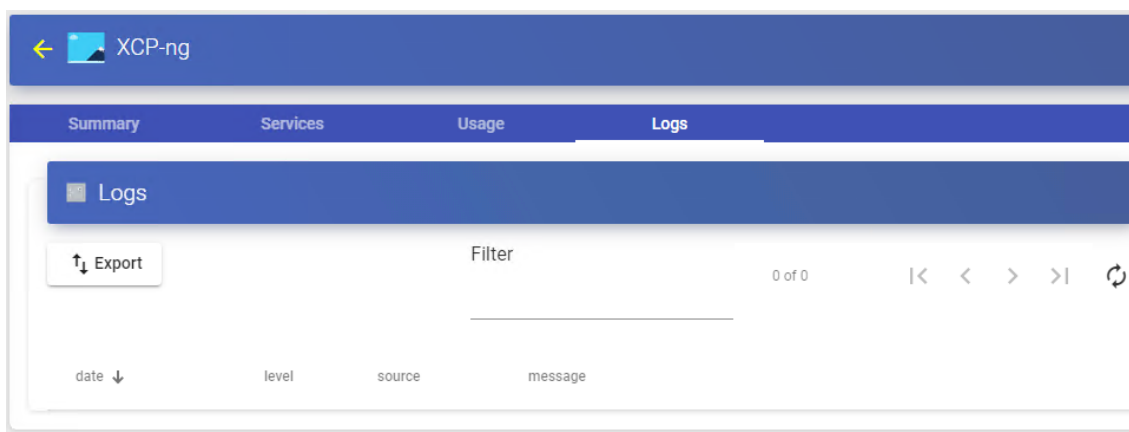 XCP-ng
Summary Services Usage Logs
Logs
Export
Filter
0 of 0
date level source message